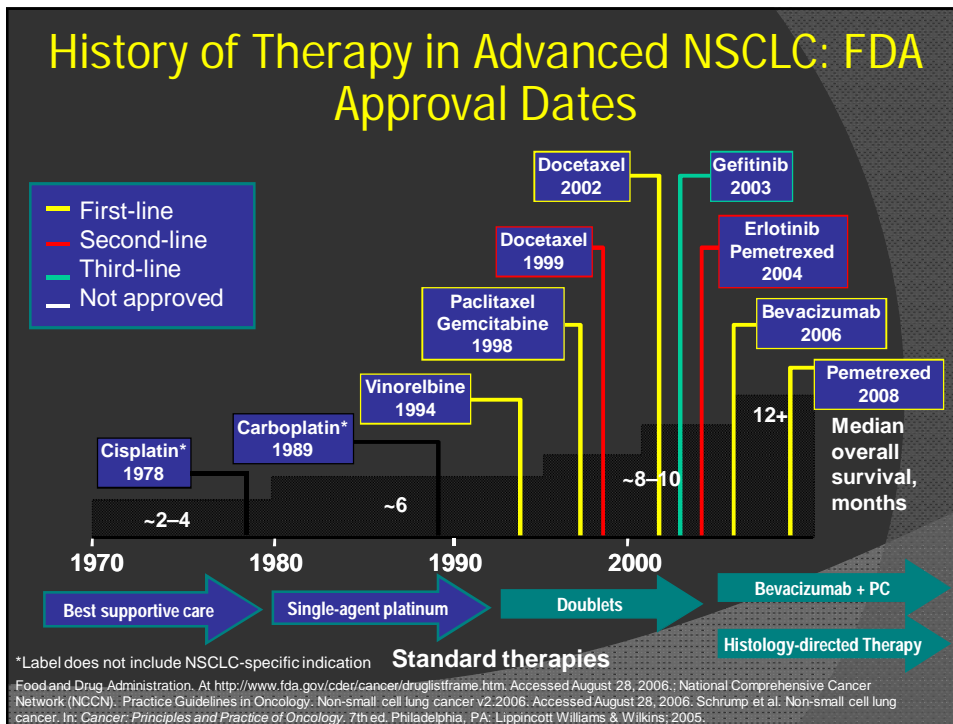 History of Therapy in Advanced NSCLC: FDA
Approval Dates
First-line
Second-line
Third-line
Not approved
Docetaxel
2002
Gefitinib
2003
Docetaxel
1999
Erlotinib
Pemetrexed
2004
Paclitaxel
Gemcitabine
1998
Bevacizumab
2006
Vinorelbine
1994
Pemetrexed
2008
Carboplatin*
1989
Cisplatin*
1978
12+
Median
overall
survival,
months
~8–10
~6
~2–4
1970
1980
1990
2000
Best supportive care
Single-agent platinum
Doublets
Bevacizumab + PC
Histology-directed Therapy
*Label does not include NSCLC-specific indication
Standard therapies
Food and Drug Administration. At http://www.fda.gov/cder/cancer/druglistframe.htm. Accessed August 28, 2006.; National Comprehensive Cancer
Network (NCCN). Practice Guidelines in Oncology. Non-small cell lung cancer v2.2006. Accessed August 28, 2006. Schrump et al. Non-small cell lung
cancer. In: Cancer: Principles and Practice of Oncology. 7th ed. Philadelphia, PA: Lippincott Williams & Wilkins; 2005.